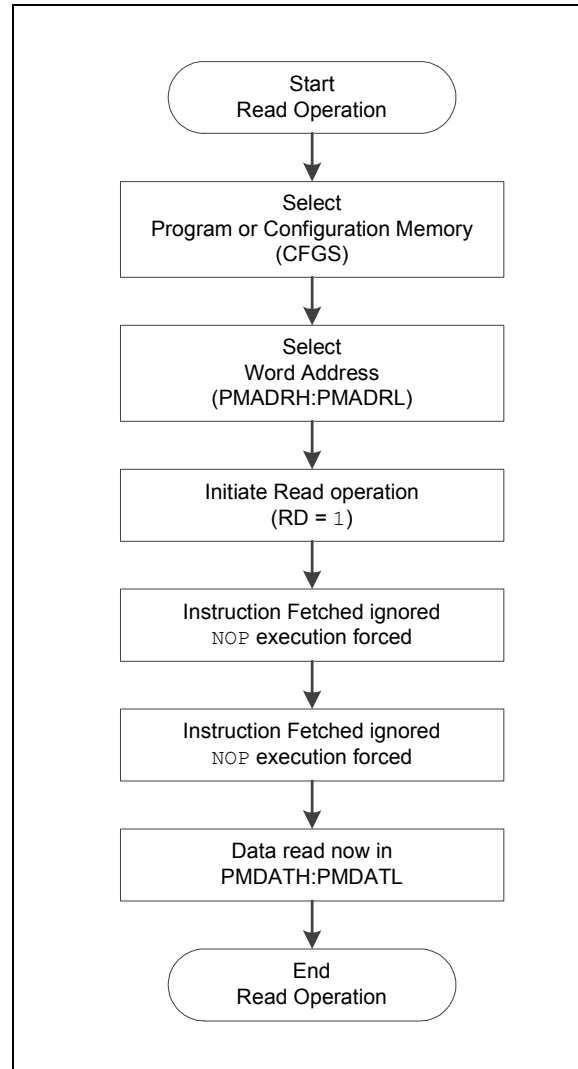 Start
Read Operation
Select
Program or Configuration Memory
(CFGS)
Select
Word Address
(PMADRH:PMADRL)
Initiate Read operation
(RD = 1)
Instruction Fetched ignored
NOP execution forced
Instruction Fetched ignored
NOP execution forced
Data read now in
PMDATH:PMDATL
End
Read Operation